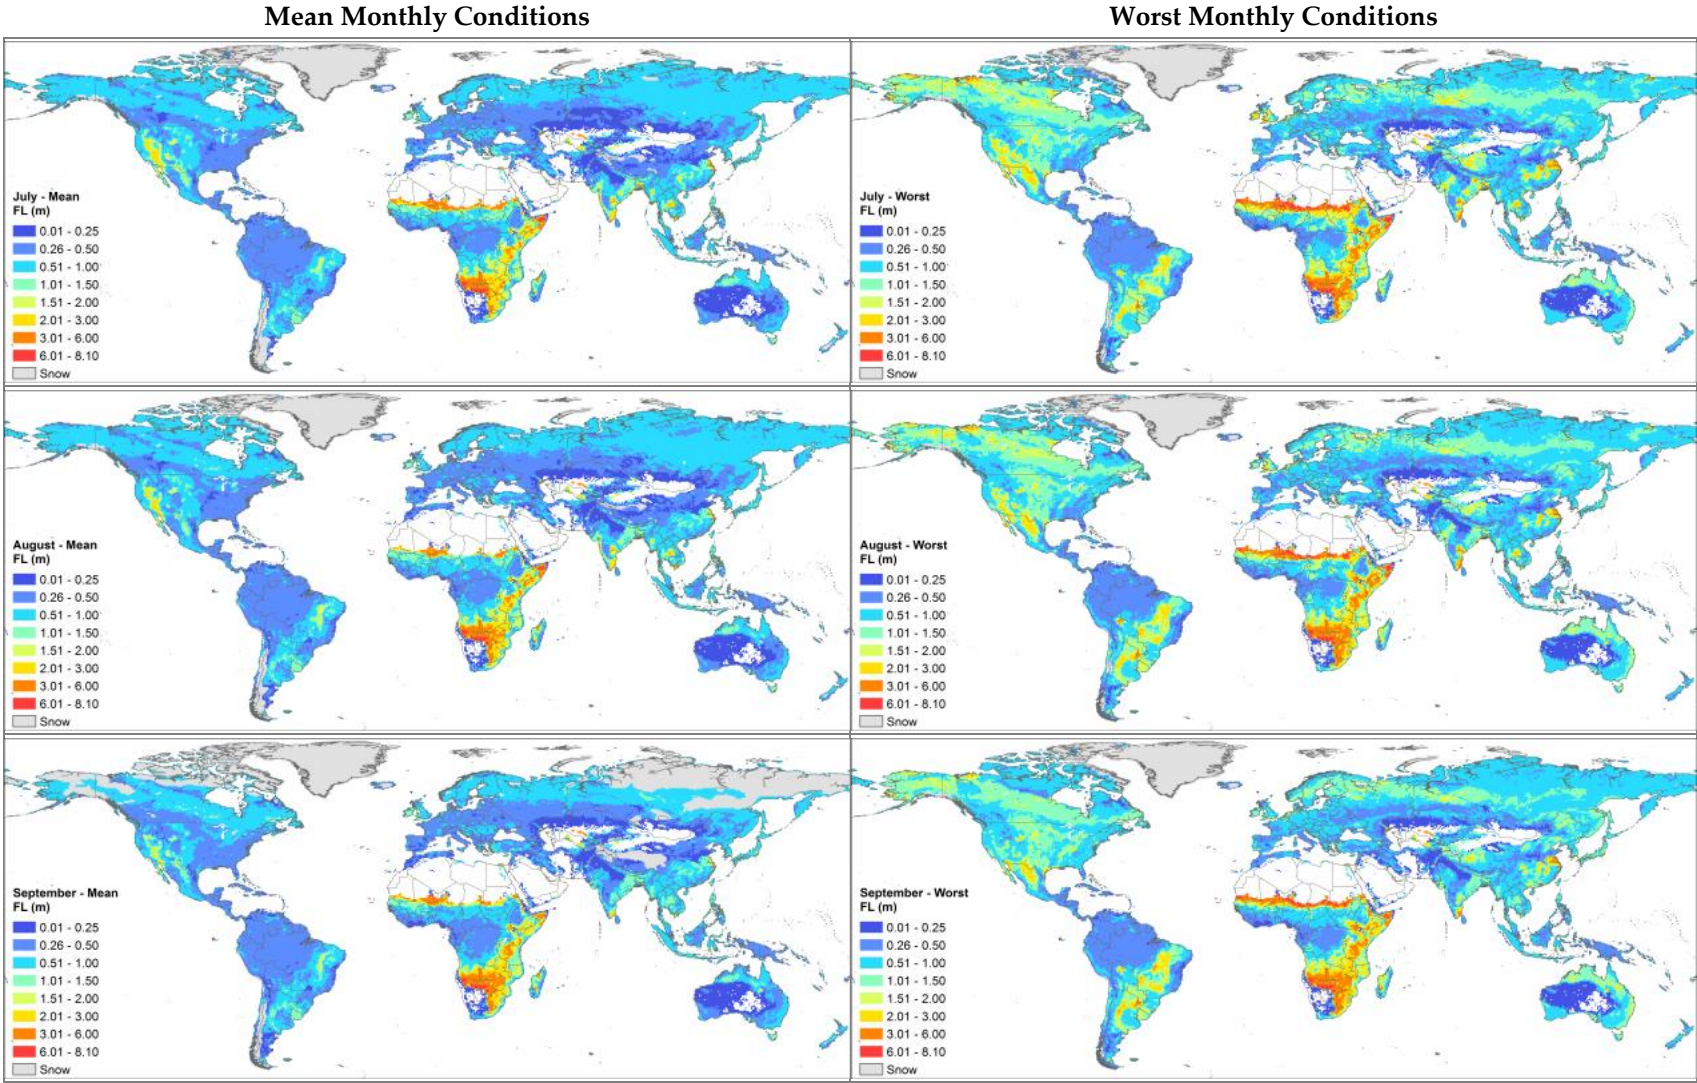 Mean Monthly Conditions
Worst Monthly Conditions
July - Mean
FL (m)
0.01 - 0.25
0.26 - 0.50
0.51 - 1.00
1.01 - 1.50
1.51 - 2.00
2.01 - 3.00
3.01 - 6.00
6.01 - 8.10
Snow
July - Worst
FL (m)
0.01 - 0.25
0.26 - 0.50
0.51 - 1.00
1.01 - 1.50
1.51 - 2.00
2.01 - 3.00
3.01 - 6.00
6.01 - 8.10
Snow
August - Mean
FL (m)
0.01 - 0.25
0.26 - 0.50
0.51 - 1.00
1.01 - 1.50
1.51 - 2.00
2.01 - 3.00
3.01 - 6.00
6.01 - 8.10
Snow
August - Worst
FL (m)
0.01 - 0.25
0.26 - 0.50
0.51 - 1.00
1.01 - 1.50
1.51 - 2.00
2.01 - 3.00
3.01 - 6.00
6.01 - 8.10
Snow
September - Mean
FL (m)
0.01 - 0.25
0.26 - 0.50
0.51 - 1.00
1.01 - 1.50
1.51 - 2.00
2.01 - 3.00
3.01 - 6.00
6.01 - 8.10
Snow
September - Worst
FL (m)
0.01 - 0.25
0.26 - 0.50
0.51 - 1.00
1.01 - 1.50
1.51 - 2.00
2.01 - 3.00
3.01 - 6.00
6.01 - 8.10
Snow